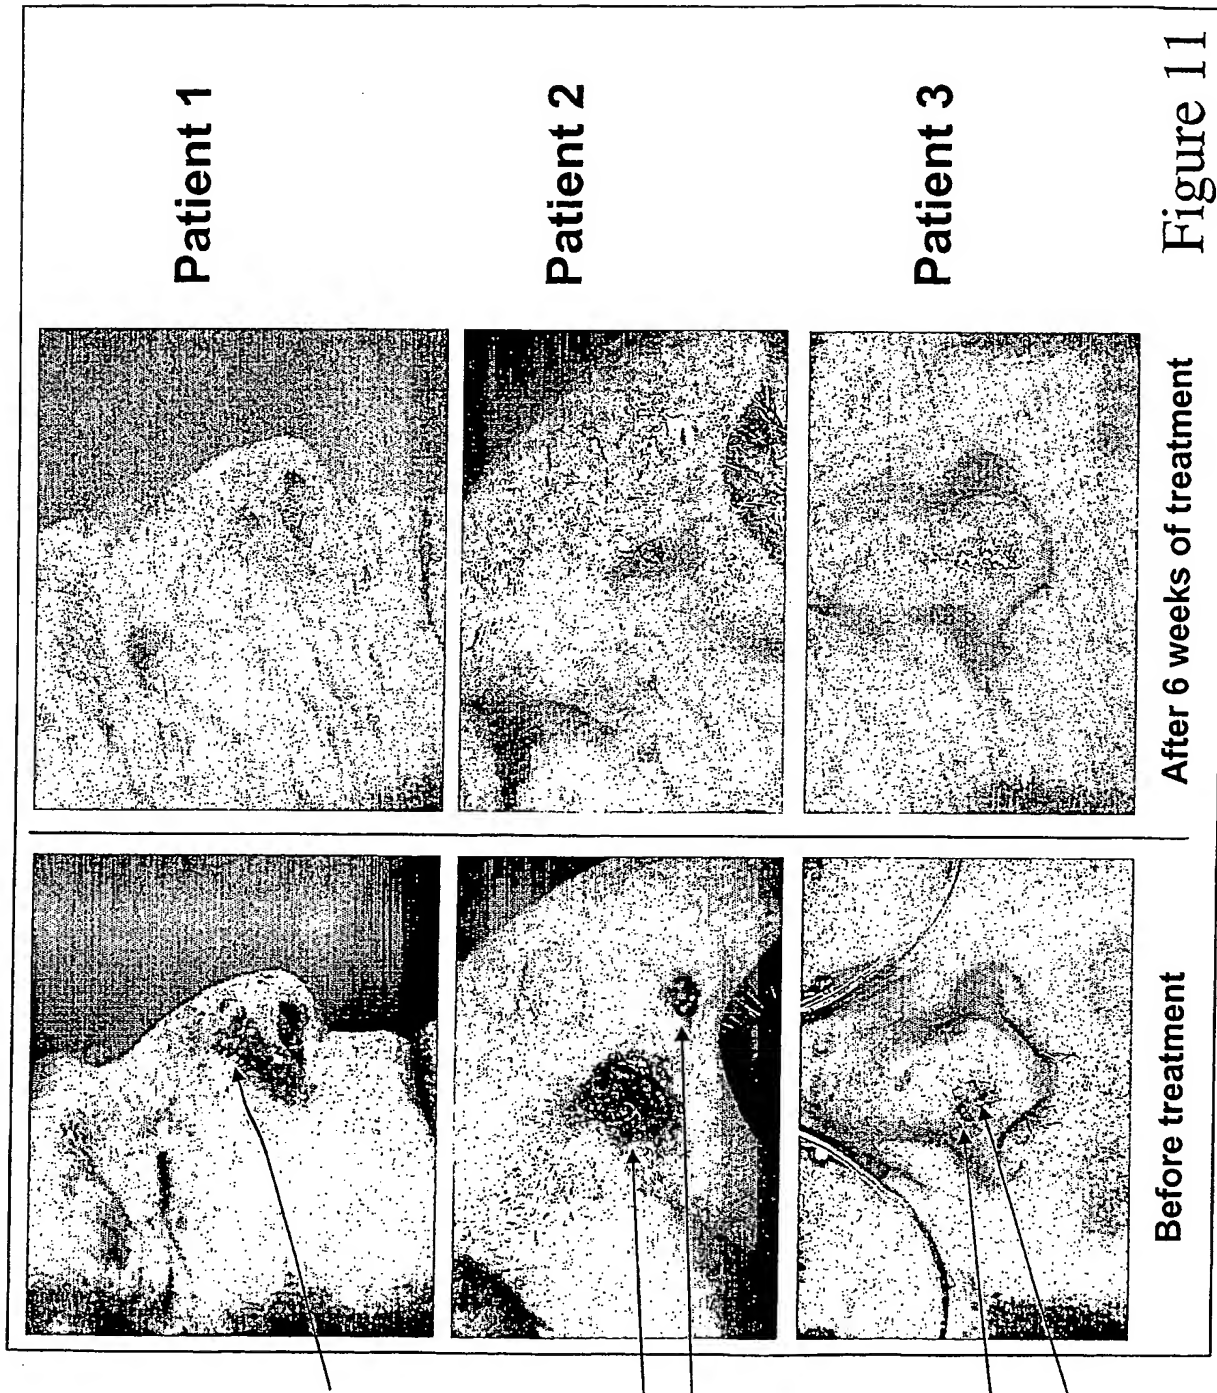 Patient 1
Patient 2
Patient 3
Before treatment
After 6 weeks of treatment
Figure 11